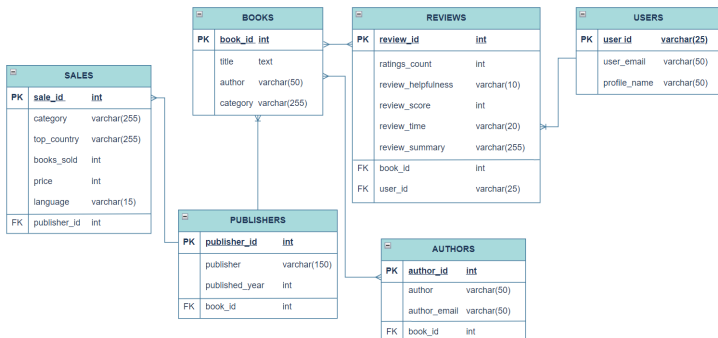 BOOKS
PK book_id int
title text
author varchar(50)
category varchar(255)
REVIEWS
PK review_id int
ratings_count int
review_helpfulness varchar(10)
review_score int
review_time varchar(20)
review_summary varchar(255)
FK book_id int
FK user_id varchar(25)
USERS
PK user id varchar(25)
user_email varchar(50)
profile_name varchar(50)
SALES
PK sale_id int
category varchar(255)
top_country varchar(255)
books_sold int
price int
language varchar(15)
FK publisher_id int
PUBLISHERS
PK publisher_id int
publisher varchar(150)
published_year int
FK book_id int
AUTHORS
PK author_id int
author varchar(50)
author_email varchar(50)
FK book_id int